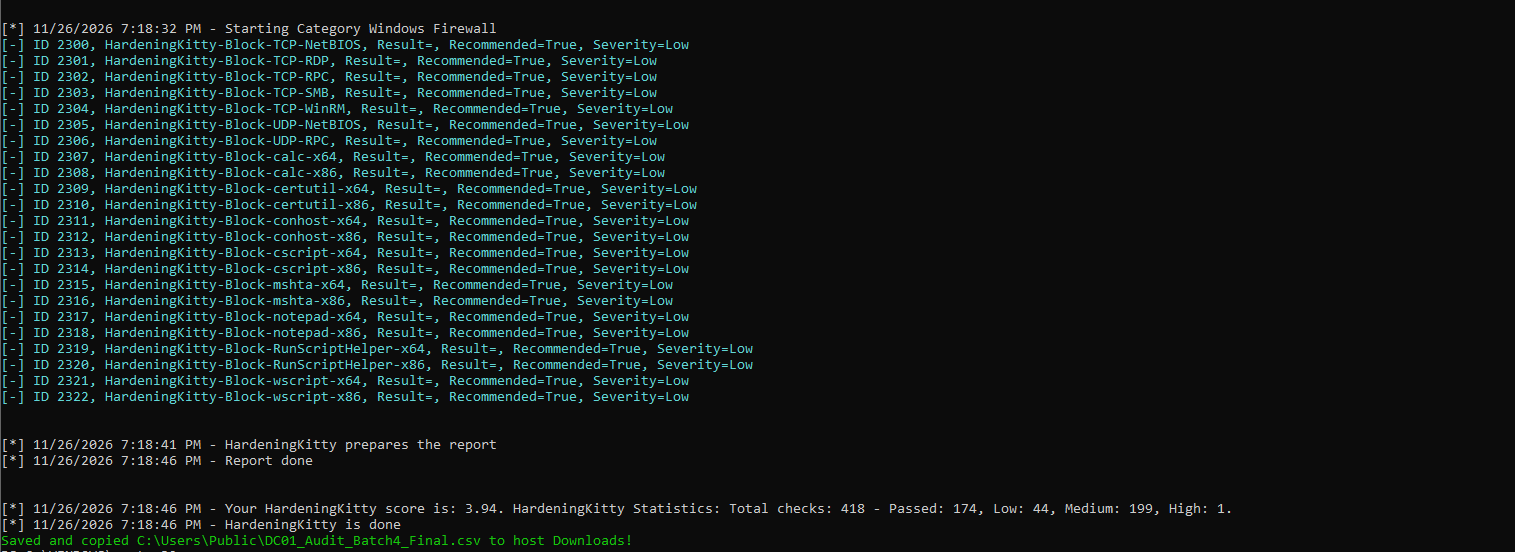 [*] 11/26/2026 7:18:32 PM - Starting Category Windows Firewall
[-] ID 2300, HardeningKitty-Block-TCP-NetBIOS, Result=, Recommended=True, Severity=Low
[-] ID 2301, HardeningKitty-Block-TCP-RDP, Result=, Recommended=True, Severity=Low
[-] ID 2302, HardeningKitty-Block-TCP-RPC, Result=, Recommended=True, Severity=Low
[-] ID 2303, HardeningKitty-Block-TCP-SMB, Result=, Recommended=True, Severity=Low
[-] ID 2304, HardeningKitty-Block-TCP-WinRM, Result=, Recommended=True, Severity=Low
[-] ID 2305, HardeningKitty-Block-UDP-NetBIOS, Result=, Recommended=True, Severity=Low
[-] ID 2306, HardeningKitty-Block-UDP-RPC, Result=, Recommended=True, Severity=Low
[-] ID 2307, HardeningKitty-Block-calc-x64, Result=, Recommended=True, Severity=Low
[-] ID 2308, HardeningKitty-Block-calc-x86, Result=, Recommended=True, Severity=Low
[-] ID 2309, HardeningKitty-Block-certutil-x64, Result=, Recommended=True, Severity=Low
[-] ID 2310, HardeningKitty-Block-certutil-x86, Result=, Recommended=True, Severity=Low
[-] ID 2311, HardeningKitty-Block-conhost-x64, Result=, Recommended=True, Severity=Low
[-] ID 2312, HardeningKitty-Block-conhost-x86, Result=, Recommended=True, Severity=Low
[-] ID 2313, HardeningKitty-Block-cscript-x64, Result=, Recommended=True, Severity=Low
[-] ID 2314, HardeningKitty-Block-cscript-x86, Result=, Recommended=True, Severity=Low
[-] ID 2315, HardeningKitty-Block-mshta-x64, Result=, Recommended=True, Severity=Low
[-] ID 2316, HardeningKitty-Block-mshta-x86, Result=, Recommended=True, Severity=Low
[-] ID 2317, HardeningKitty-Block-notepad-x64, Result=, Recommended=True, Severity=Low
[-] ID 2318, HardeningKitty-Block-notepad-x86, Result=, Recommended=True, Severity=Low
[-] ID 2319, HardeningKitty-Block-RunScriptHelper-x64, Result=, Recommended=True, Severity=Low
[-] ID 2320, HardeningKitty-Block-RunScriptHelper-x86, Result=, Recommended=True, Severity=Low
[-] ID 2321, HardeningKitty-Block-wscript-x64, Result=, Recommended=True, Severity=Low
[-] ID 2322, HardeningKitty-Block-wscript-x86, Result=, Recommended=True, Severity=Low
[*] 11/26/2026 7:18:41 PM - HardeningKitty prepares the report
[*] 11/26/2026 7:18:46 PM - Report done
[*] 11/26/2026 7:18:46 PM - Your HardeningKitty score is: 3.94. HardeningKitty Statistics: Total checks: 418 - Passed: 174, Low: 44, Medium: 199, High: 1.
[*] 11/26/2026 7:18:46 PM - HardeningKitty is done
Saved and copied C:\Users\Public\DC01_Audit_Batch4_Final.csv to host Downloads!